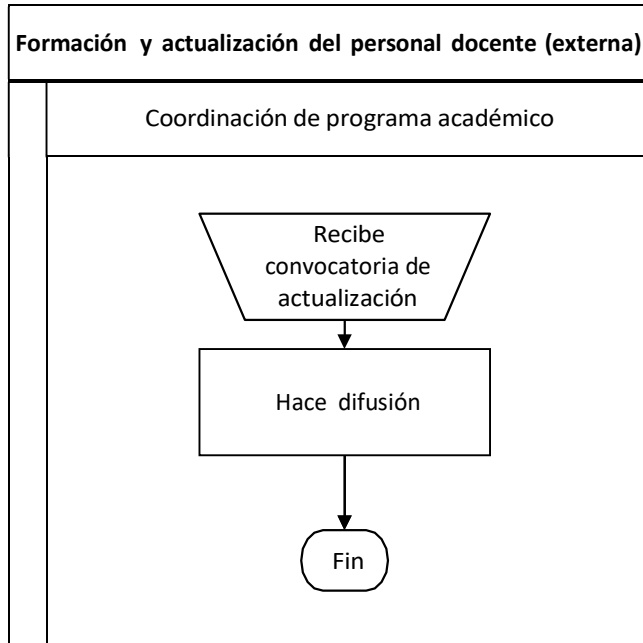 Formación y actualización del personal docente (externa)
Coordinación de programa académico
Recibe
convocatoria de
actualización
Hace difusión
Fin